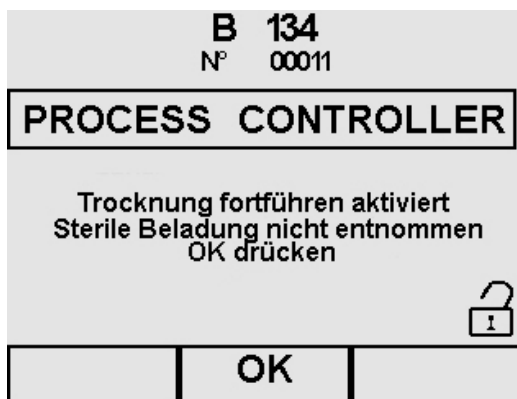 B 134
N° 00011
PROCESS CONTROLLER
Trocknung fortführen aktiviert
Sterile Beladung nicht entnommen
OK drücken
I
OK